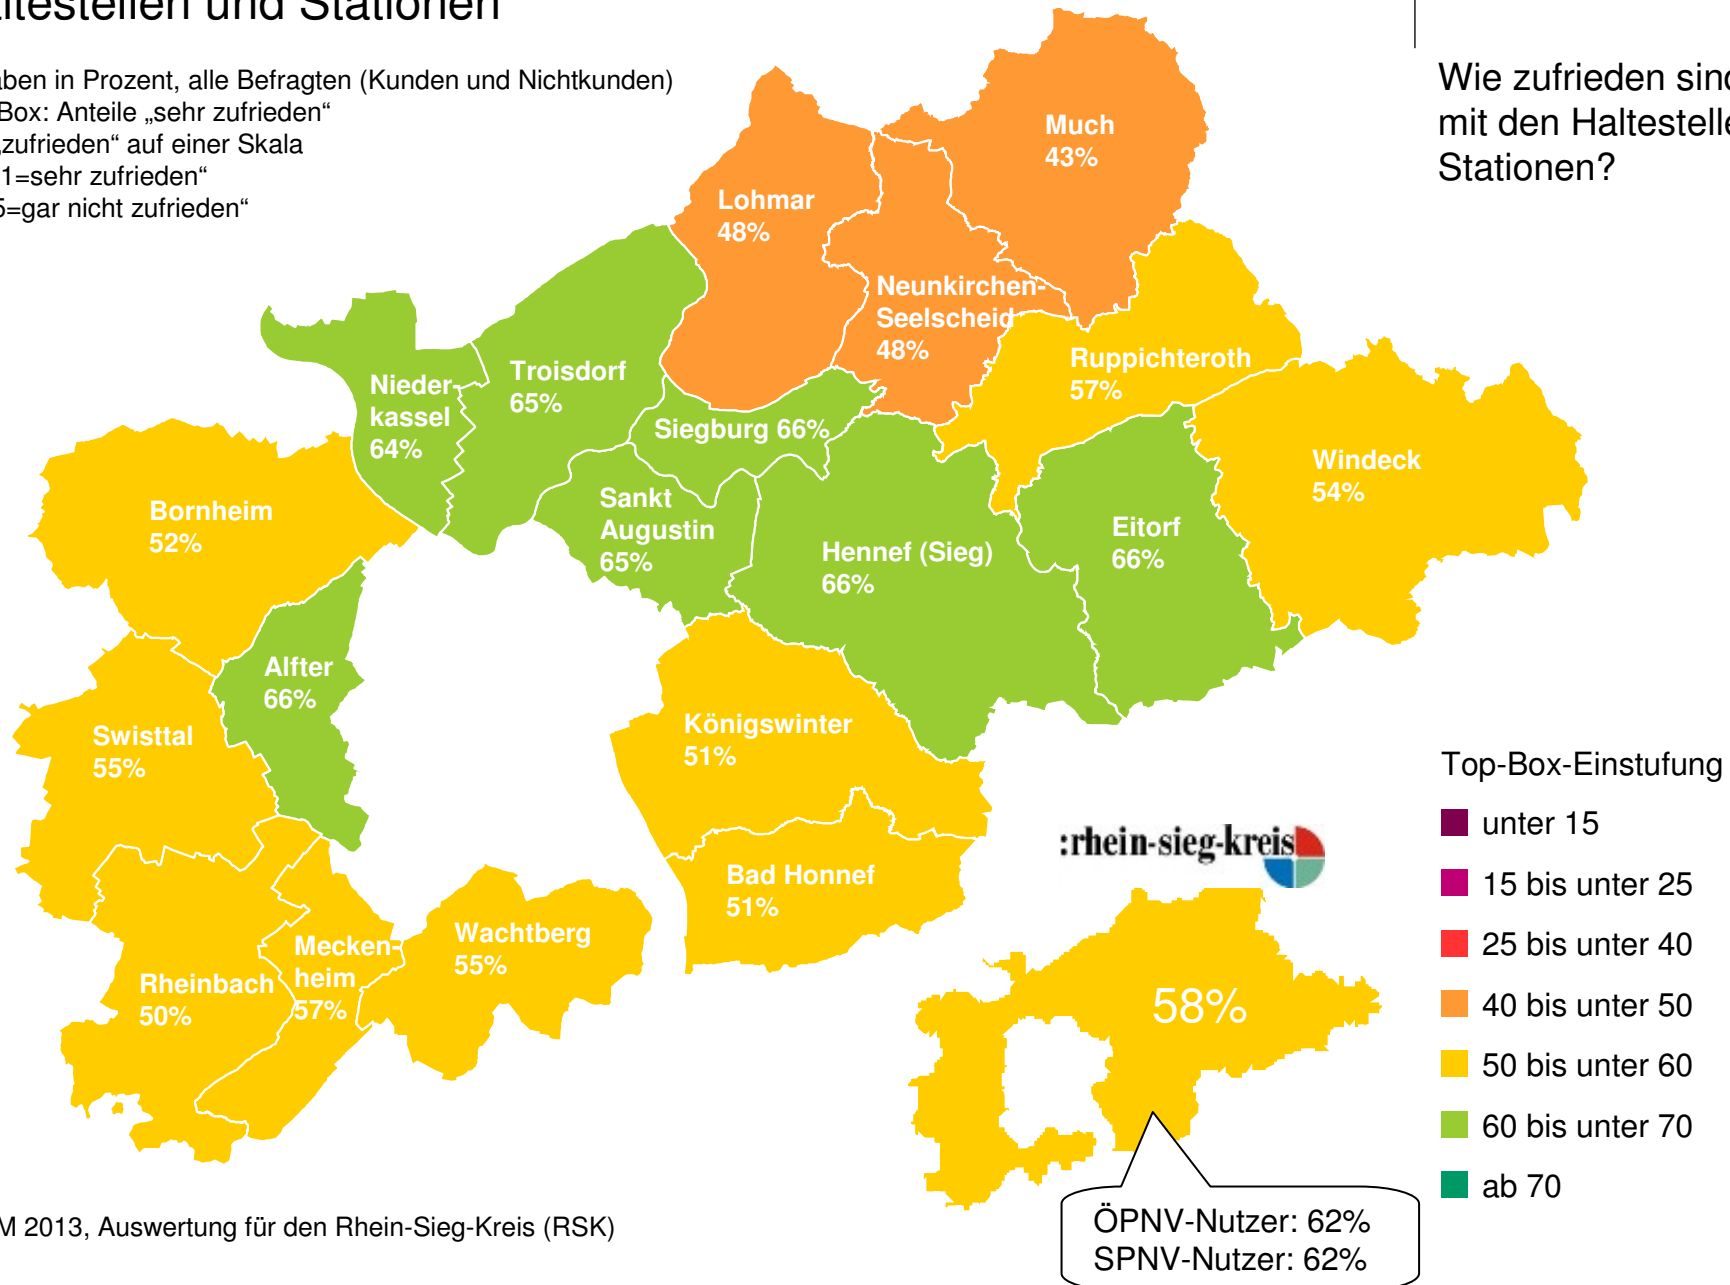 ltestellen und Stationen
aben in Prozent, alle Befragten (Kunden und Nichtkunden)
Box: Anteile „sehr zufrieden“
„zufrieden“ auf einer Skala
1=sehr zufrieden“
5=gar nicht zufrieden“
Wie zufrieden sind
mit den Haltestelle
Stationen?
Much
43%
Lohmar
48%
Neunkirchen-
Seelscheid
48%
Ruppichteroth
57%
Troisdorf
65%
Nieder-
kassel
64%
Siegburg 66%
Windeck
54%
Bornheim
52%
Sankt
Augustin
65%
Hennef (Sieg)
66%
Eitorf
66%
Alfter
66%
Swisttal
55%
Königswinter
51%
Bad Honnef
51%
Wachtberg
55%
Mecken-
heim
57%
Rheinbach
50%
:rhein-sieg-kreis
58%
ÖPNV-Nutzer: 62%
SPNV-Nutzer: 62%
Top-Box-Einstufung
unter 15
15 bis unter 25
25 bis unter 40
40 bis unter 50
50 bis unter 60
60 bis unter 70
ab 70
M 2013, Auswertung für den Rhein-Sieg-Kreis (RSK)